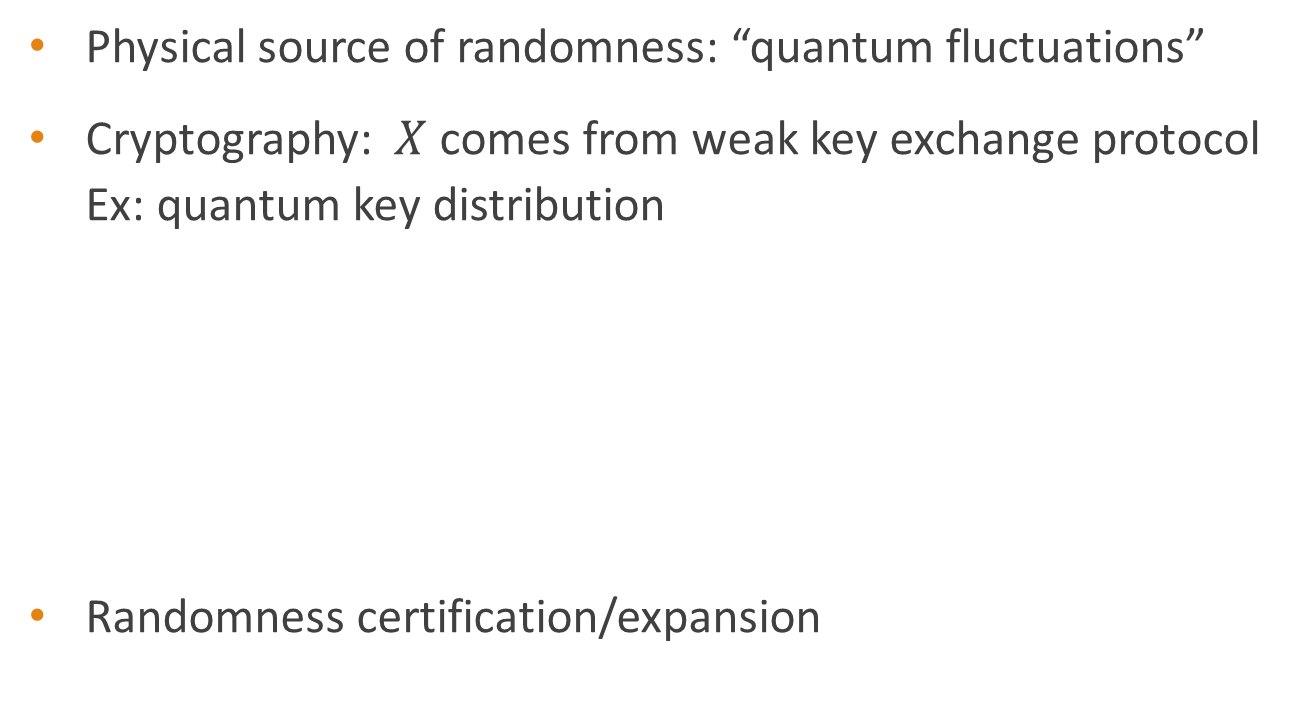 • Physical source of randomness: “quantum fluctuations”
• Cryptography: X comes from weak key exchange protocol
Ex: quantum key distribution
• Randomness certification/expansion